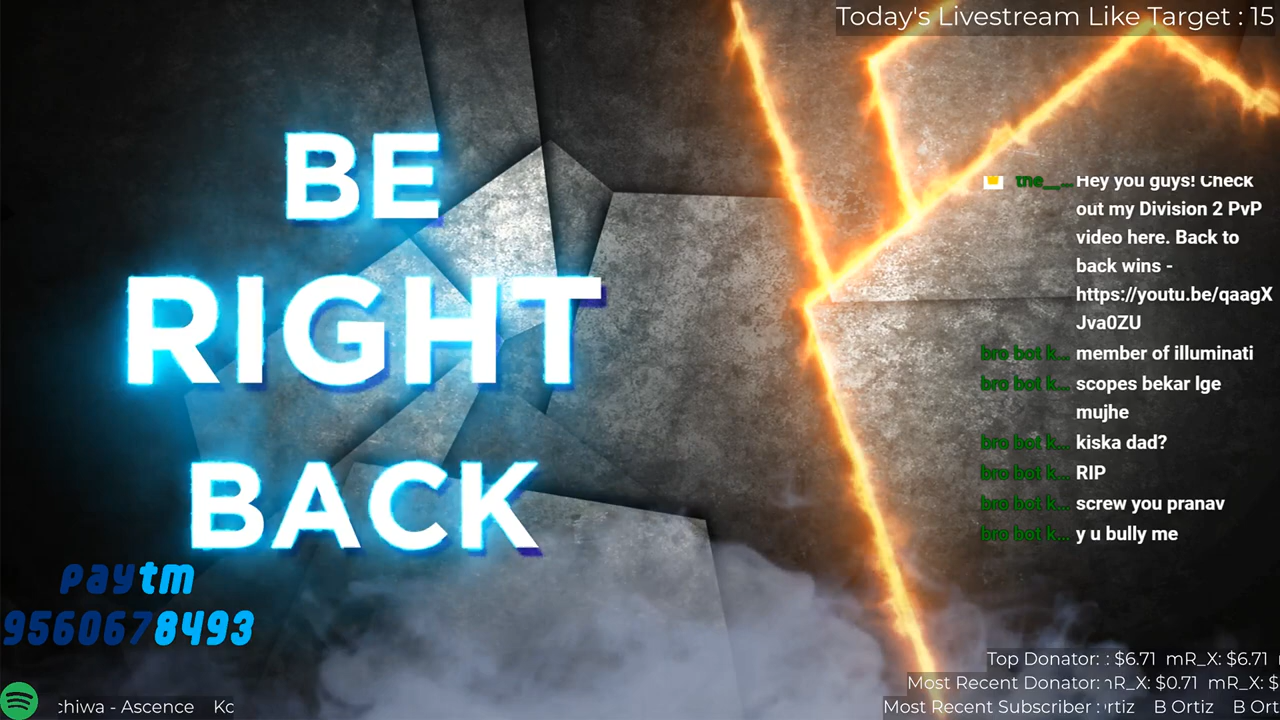 Today's Livestream Like Target : 15
BE
RIGHT
BACK
the__... Hey you guys! Check
out my Division 2 PvP
video here. Back to
back wins -
https://youtu.be/qaagX
Jva0ZU
bro bot k... member of illuminati
bro bot k... scopes bekar lge
mujhe
bro bot k... kiska dad?
bro bot k... RIP
bro bot k... screw you pranav
bro bot k... y u bully me
paytm
9560678493
Top Donator: : $6.71 mR_X: $6.71
Most Recent Donator: R_X: $0.71 mR_X: $
Most Recent Subscriber : rtiz B Ortiz B Ort
chiwa - Ascence Ko